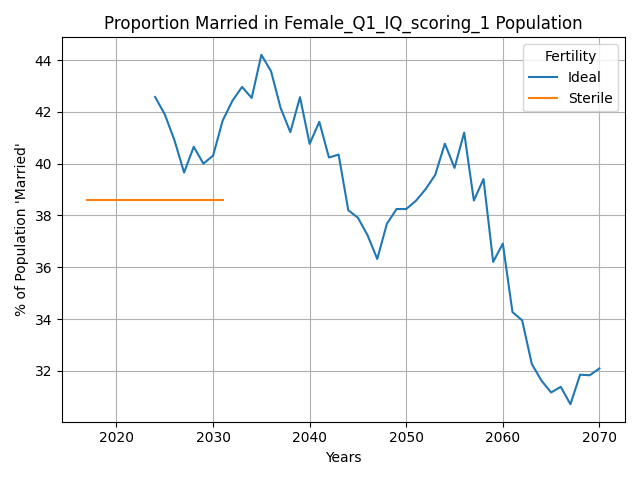 Proportion Married in Female_Q1_IQ_scoring_1 Population
Fertility
Ideal
Sterile
% of Population 'Married'
44
42
40
38
36
34
32
2020 2030 2040 2050 2060 2070
Years